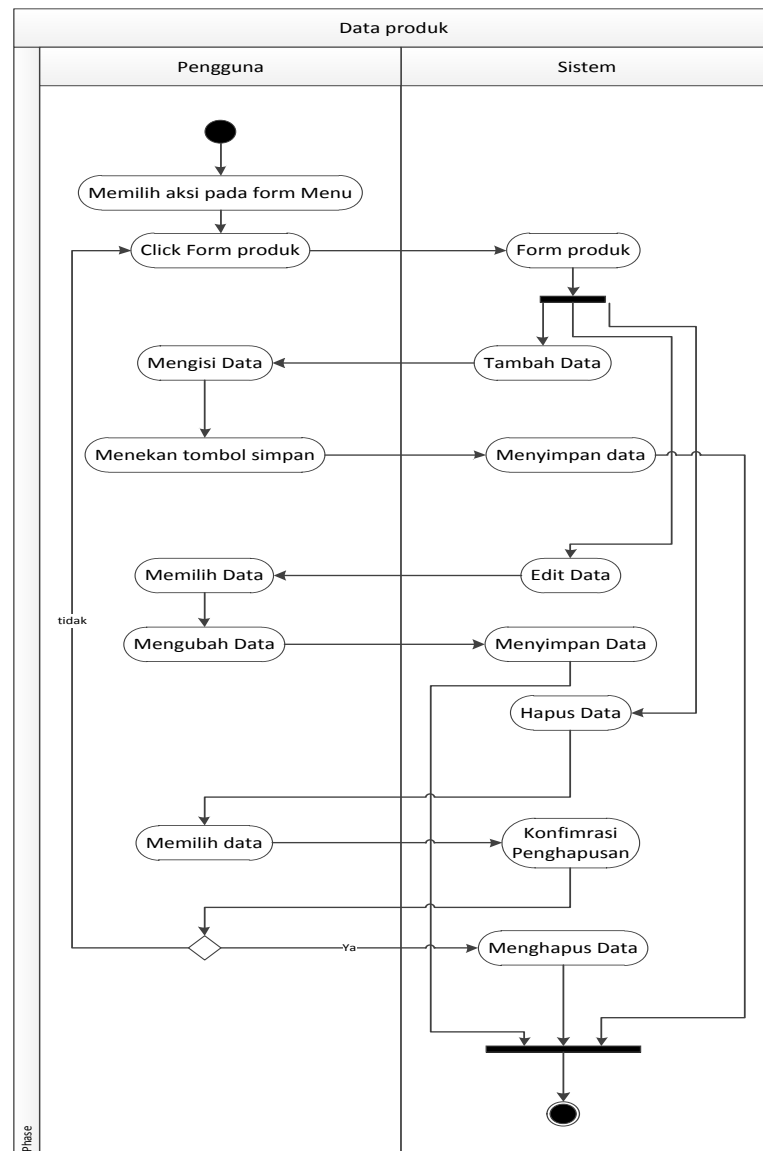 Data produk
Pengguna
Sistem
Memilih aksi pada form Menu
Click Form produk
Form produk
Mengisi Data
Tambah Data
Menekan tombol simpan
Menyimpan data
Memilih Data
Edit Data
tidak
Mengubah Data
Menyimpan Data
Hapus Data
Memilih data
Konfimrasi
Penghapusan
Ya
Menghapus Data
Phase